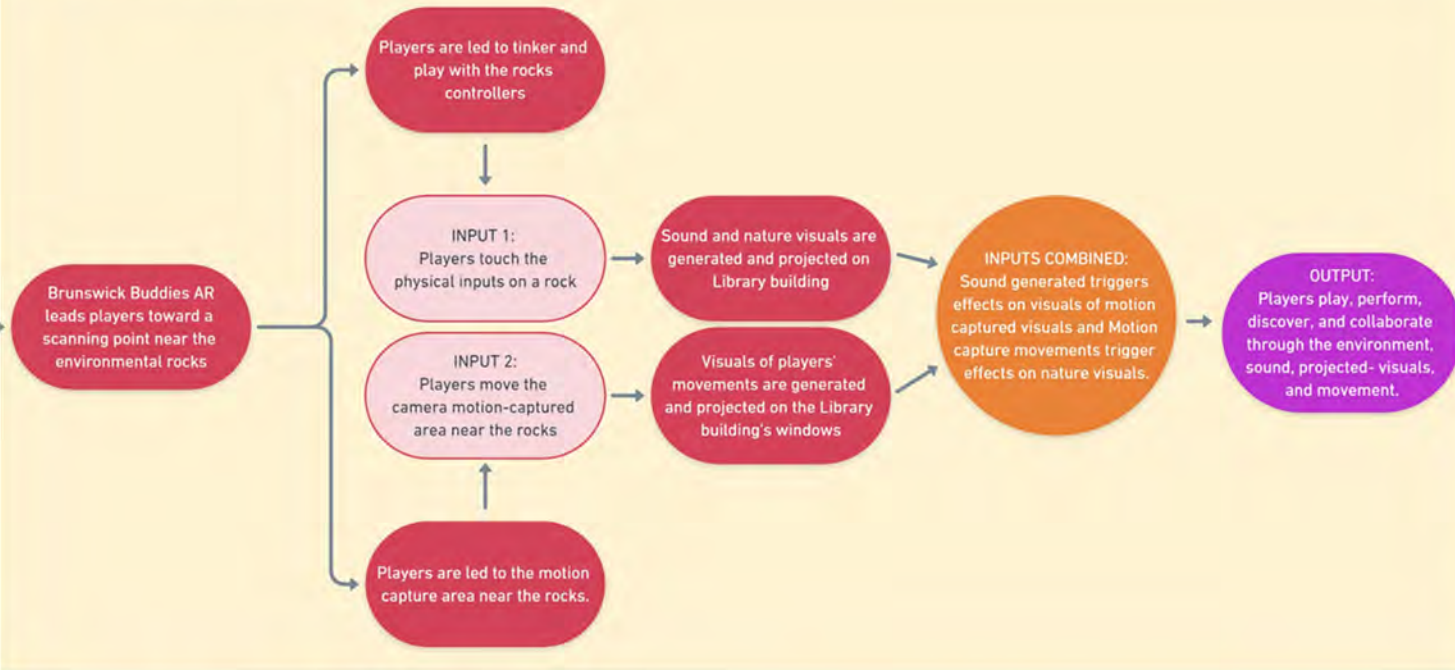 Players are led to tinker and
play with the rocks
controllers
Brunswick Buddies AR
leads players toward a
scanning point near the
environmental rocks
INPUT 1:
Players touch the
physical inputs on a rock
Sound and nature visuals are
generated and projected on
Library building
INPUT 2:
Players move the
camera motion-captured
area near the rocks
Visuals of players'
movements are generated
and projected on the Library
building's windows
Players are led to the motion
capture area near the rocks.
INPUTS COMBINED:
Sound generated triggers
effects on visuals of motion
captured visuals and Motion
capture movements trigger
effects on nature visuals.
OUTPUT:
Players play, perform,
discover, and collaborate
through the environment,
sound, projected- visuals,
and movement.